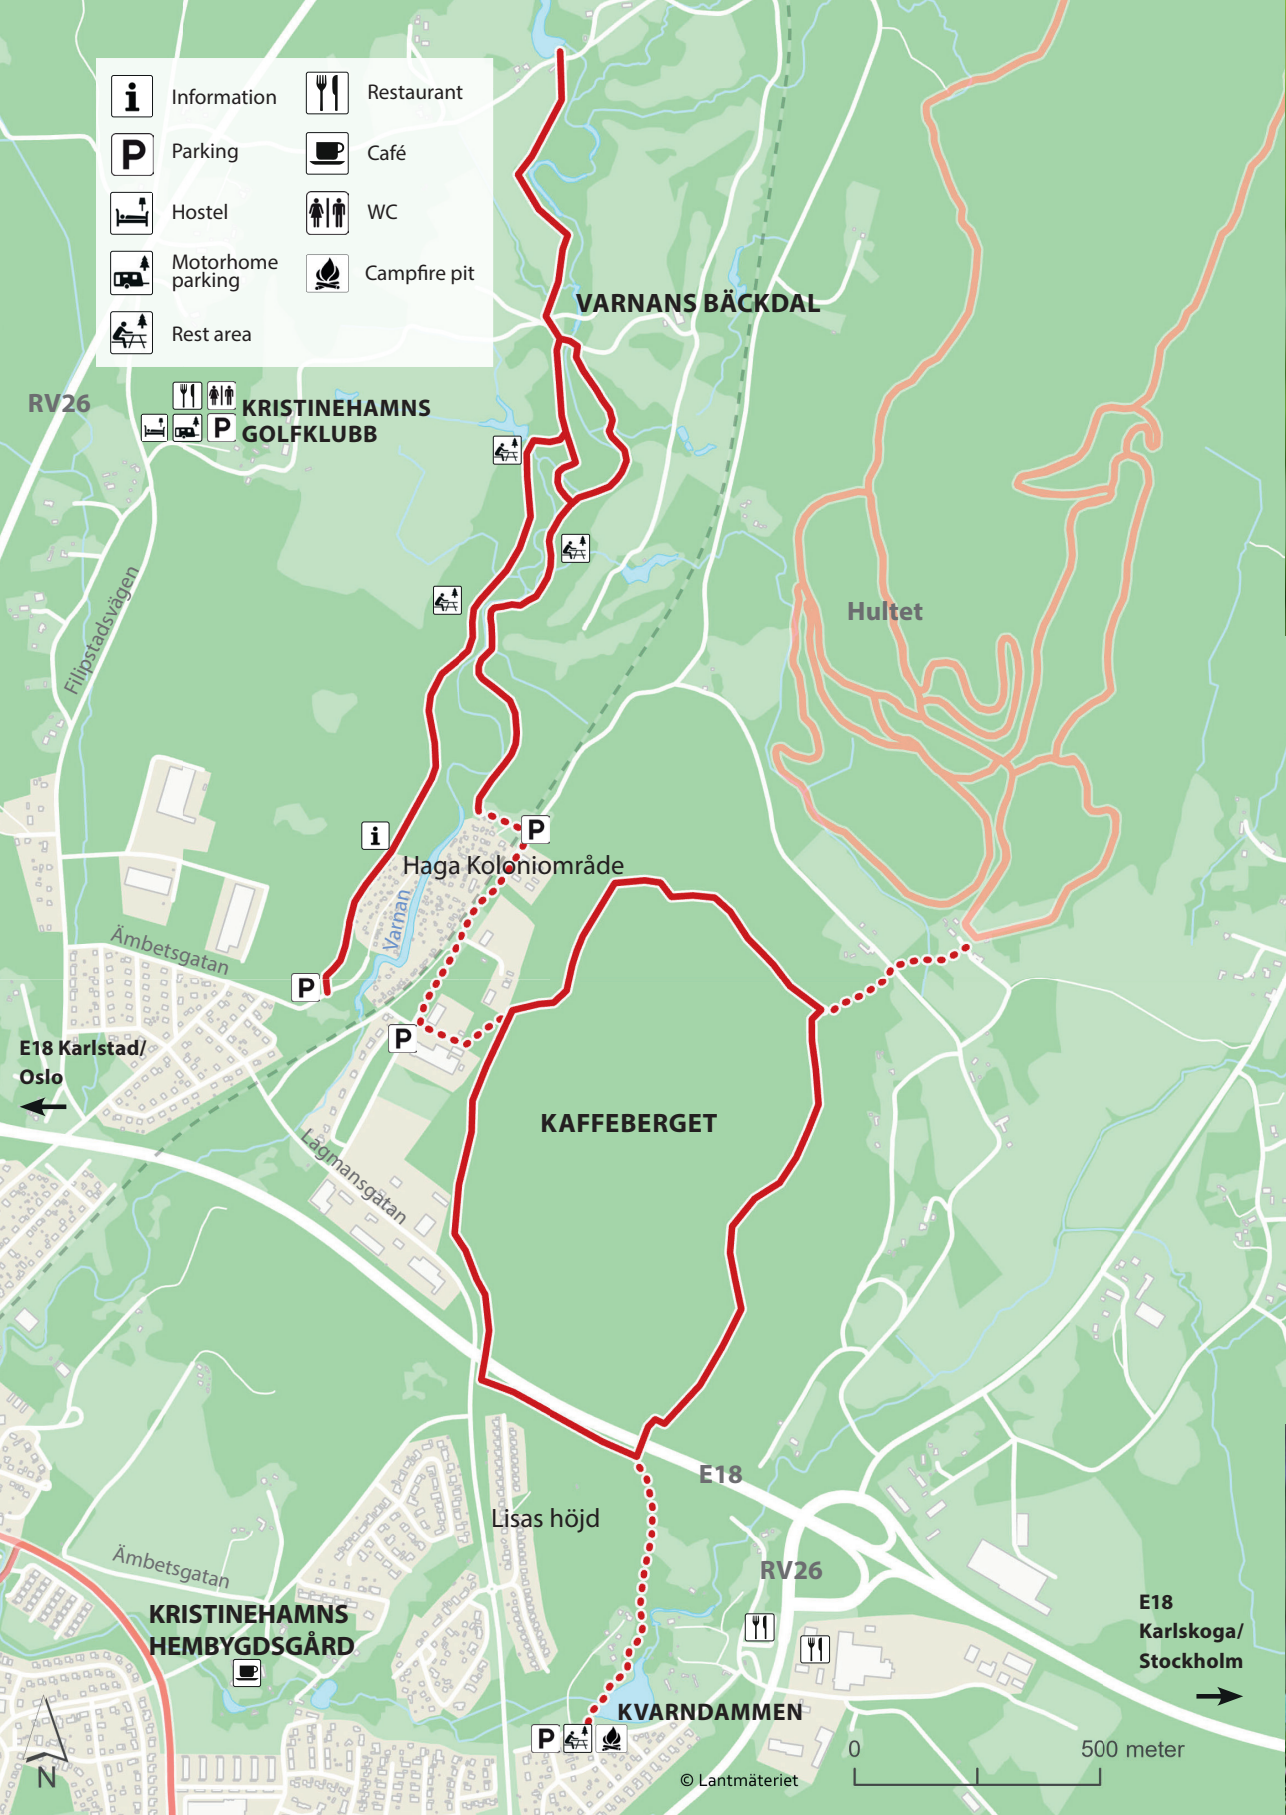 Information
Restaurant
Parking
Café
Hostel
WC
Motorhome
parking
Campfire pit
Rest area
VARNANS BÄCKDAL
RV26
P
KRISTINEHAMNS
GOLFKLUBB
Filipstadsvägen
Hultet
P
Haga Koloniområde
Varnan
Ämbetsgatan
P
P
E18 Karlstad/
Oslo
KAFFEBERGET
Lagmansgatan
E18
Lisas höjd
Ämbetsgatan
RV26
KRISTINEHAMNS
HEMBYGDSGÅRD
E18
Karlskoga/
Stockholm
KVARNDAMMEN
P
N
0
500 meter
© Lantmäteriet